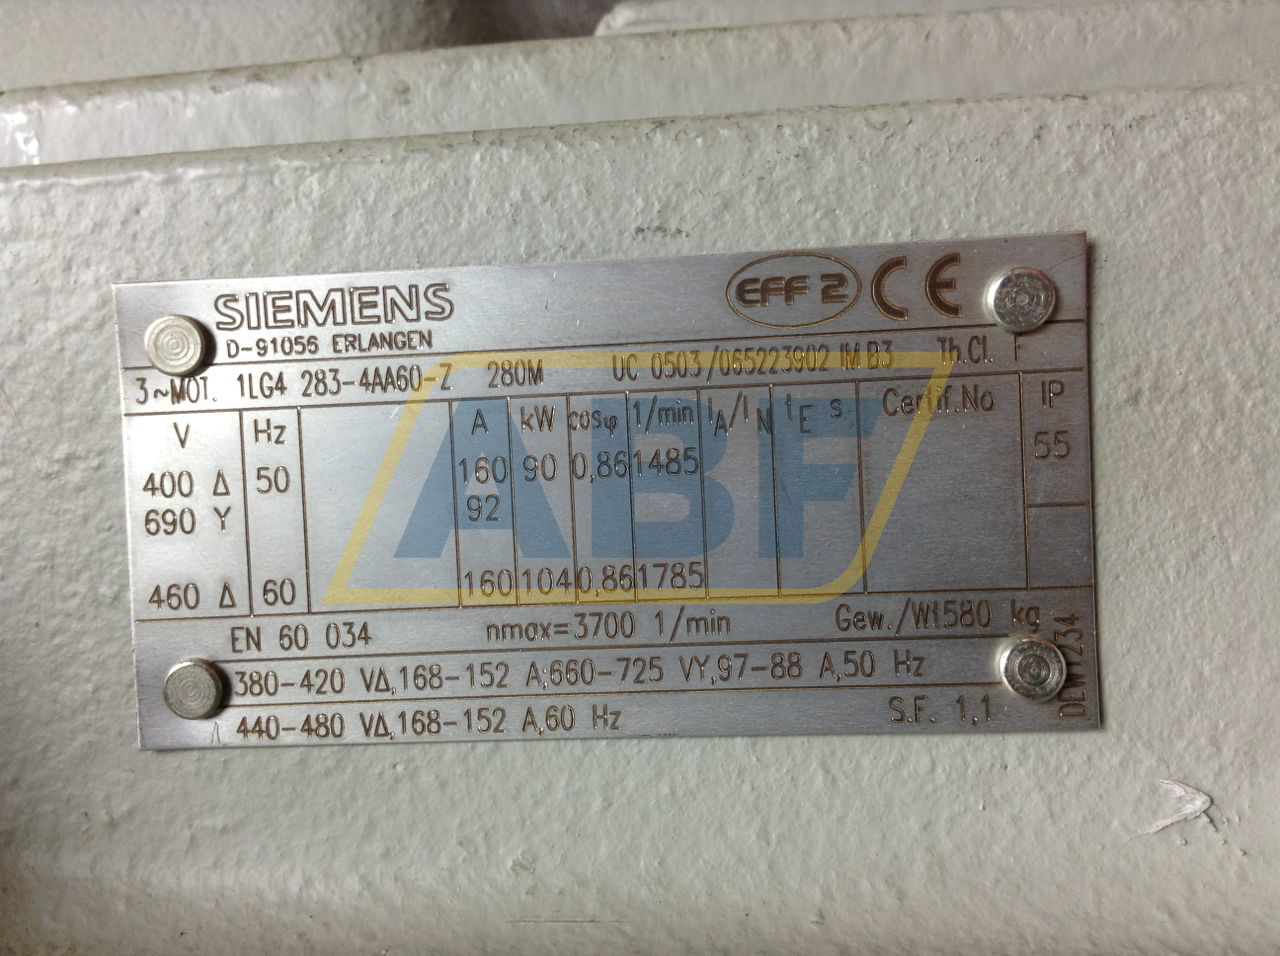 SIEMENS
EFF 2 CE
D-91056 ERLANGEN
3~MOT. 1LG4 283-4AA60-Z 280M UC 0503/065223902 IM B3 Th.Cl. F
V Hz A kW cosφ 1/min IA/IN tE s Certif.No IP
55
400 Δ 50 160 90 0,86 1485
690 Y 92
460 Δ 60 160 104 0,86 1785
EN 60 034 nmax=3700 1/min Gew./Wt.580 kg
380-420 VΔ,168-152 A;660-725 VY,97-88 A,50 Hz
440-480 VΔ,168-152 A,60 Hz S.F. 1,1
ABF